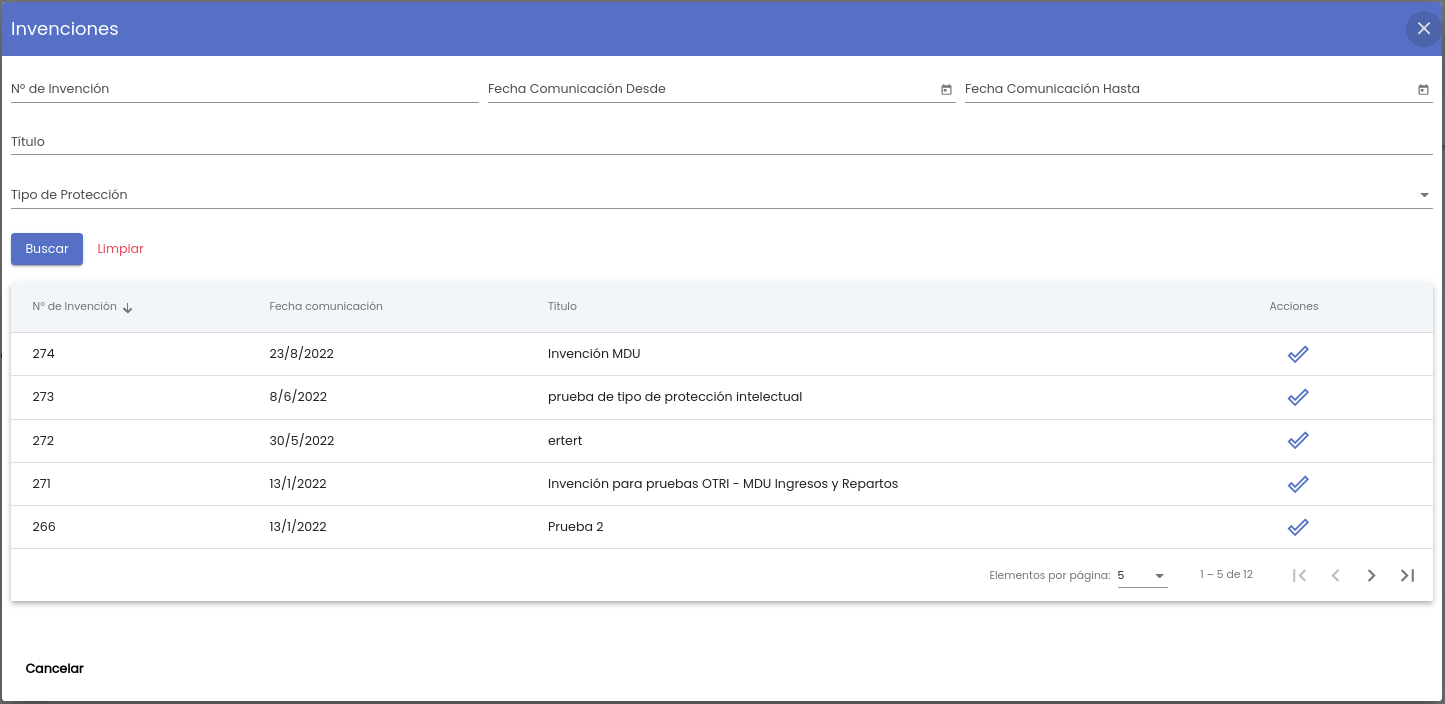 Invenciones
Nº de Invención Fecha Comunicación Desde Fecha Comunicación Hasta
Título
Tipo de Protección
Buscar Limpiar
Nº de Invención Fecha comunicación Título Acciones
274 23/8/2022 Invención MDU
273 8/6/2022 prueba de tipo de protección intelectual
272 30/5/2022 ertert
271 13/1/2022 Invención para pruebas OTRI - MDU Ingresos y Repartos
266 13/1/2022 Prueba 2
Elementos por página: 5 1 – 5 de 12
Cancelar